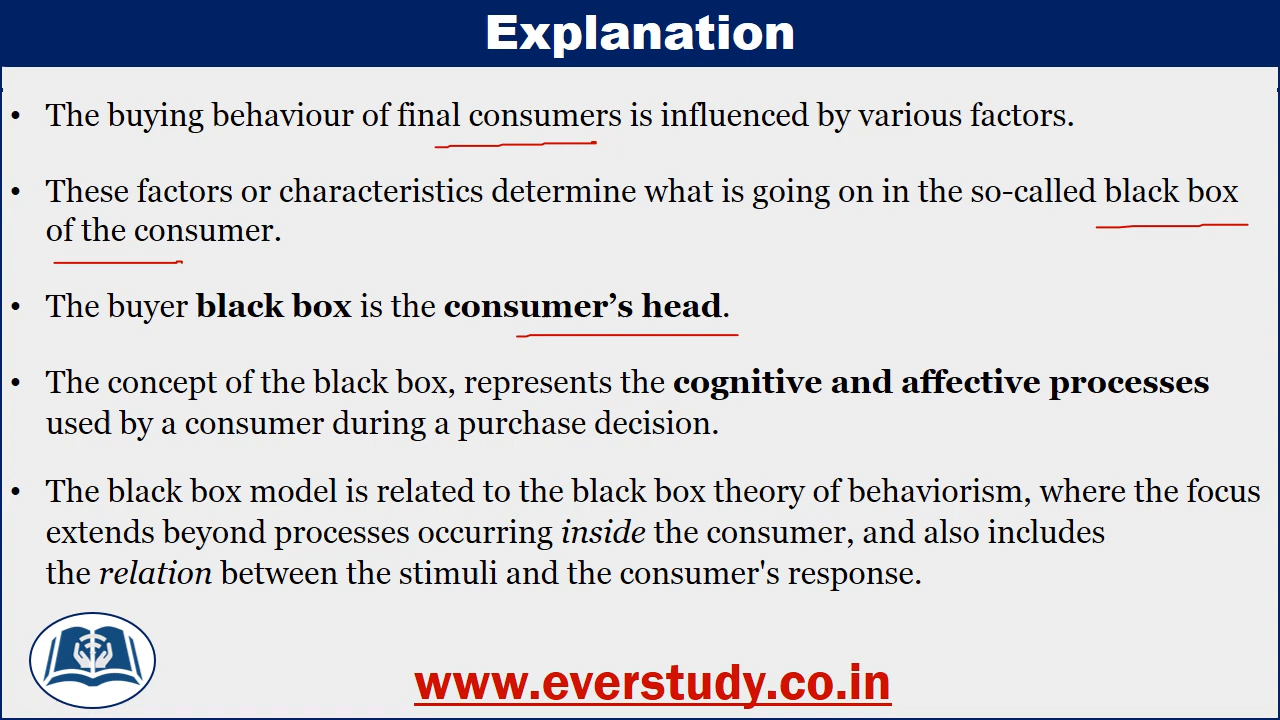 Explanation
• The buying behaviour of final consumers is influenced by various factors.
• These factors or characteristics determine what is going on in the so-called black box
of the consumer.
• The buyer black box is the consumer’s head.
• The concept of the black box, represents the cognitive and affective processes
used by a consumer during a purchase decision.
• The black box model is related to the black box theory of behaviorism, where the focus
extends beyond processes occurring inside the consumer, and also includes
the relation between the stimuli and the consumer's response.
www.everstudy.co.in